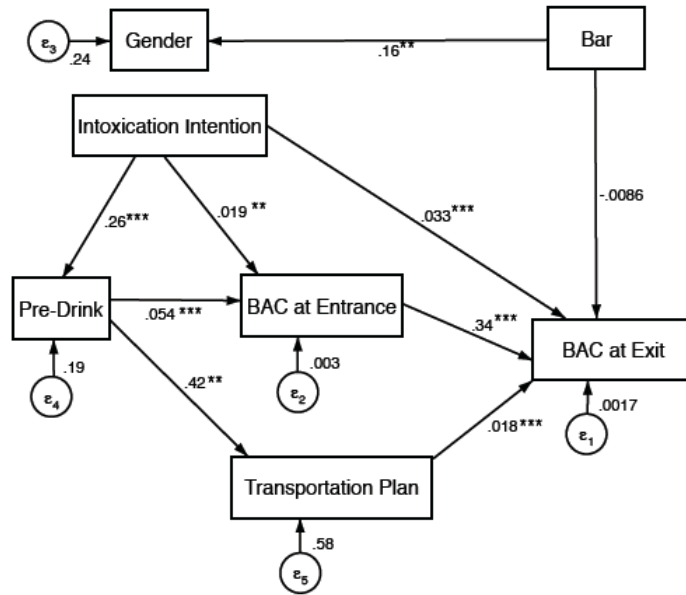 Gender
Bar
ε3
.24
.16**
Intoxication Intention
-.0086
.26***
.019 **
.033***
Pre-Drink
.054 ***
BAC at Entrance
.34***
BAC at Exit
.19
.003
ε4
ε2
.42**
.018***
.0017
ε1
Transportation Plan
.58
ε5